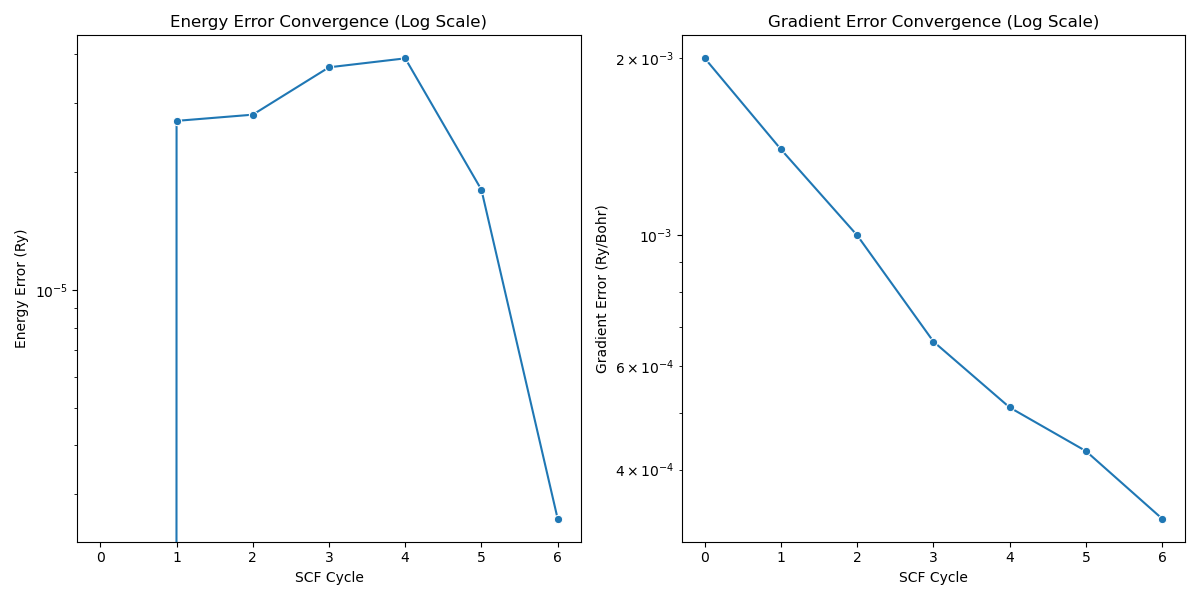 Energy Error Convergence (Log Scale)
Energy Error (Ry)
10⁻⁵
0 1 2 3 4 5 6
SCF Cycle
Gradient Error Convergence (Log Scale)
Gradient Error (Ry/Bohr)
2 × 10⁻³
10⁻³
6 × 10⁻⁴
4 × 10⁻⁴
0 1 2 3 4 5 6
SCF Cycle